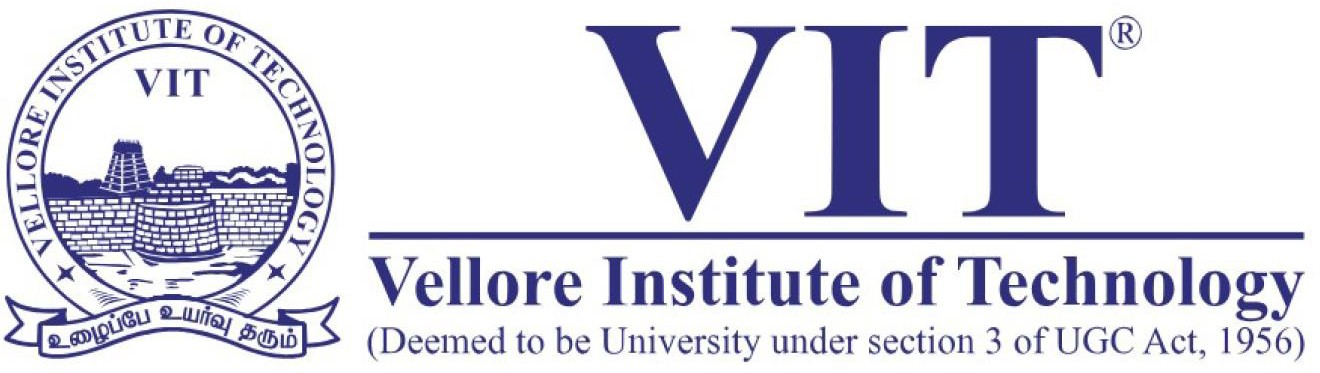 VELLORE INSTITUTE OF TECHNOLOGY
VIT
உழைப்பே உயர்வு தரும்
VIT®
Vellore Institute of Technology
(Deemed to be University under section 3 of UGC Act, 1956)